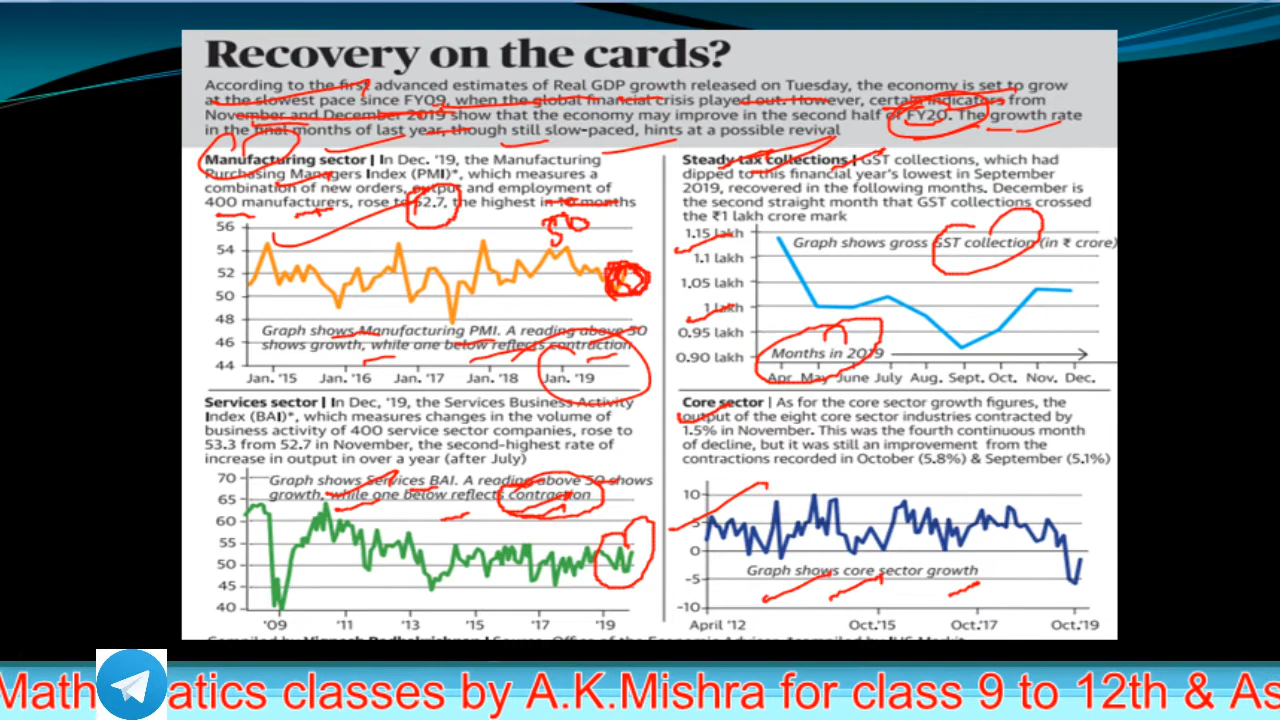 Recovery on the cards?
According to the first advanced estimates of Real GDP growth released on Tuesday, the economy is set to grow
at the slowest pace since FY09, when the global financial crisis played out. However, certain indicators from
November and December 2019 show that the economy may improve in the second half of FY20. The growth rate
in the final months of last year, though still slow-paced, hints at a possible revival
Manufacturing sector | In Dec. '19, the Manufacturing
Purchasing Managers Index (PMI)*, which measures a
combination of new orders, output and employment of
400 manufacturers, rose to 52.7, the highest in 10 months
50
56
54
52
50
48
46
44
Graph shows Manufacturing PMI. A reading above 50
shows growth, while one below reflects contraction
Jan. '15 Jan. '16 Jan. '17 Jan. '18 Jan. '19
Steady tax collections | GST collections, which had
dipped to this financial year's lowest in September
2019, recovered in the following months. December is
the second straight month that GST collections crossed
the ₹1 lakh crore mark
1.15 lakh
1.1 lakh
1.05 lakh
1 lakh
0.95 lakh
0.90 lakh
Graph shows gross GST collection (in ₹ crore)
Months in 2019
Apr. May June July Aug. Sept. Oct. Nov. Dec.
Services sector | In Dec, '19, the Services Business Activity
Index (BAI)*, which measures changes in the volume of
business activity of 400 service sector companies, rose to
53.3 from 52.7 in November, the second-highest rate of
increase in output in over a year (after July)
70
65
60
55
50
45
40
Graph shows Services BAI. A reading above 50 shows
growth, while one below reflects contraction
'09 '11 '13 '15 '17 '19
Core sector | As for the core sector growth figures, the
output of the eight core sector industries contracted by
1.5% in November. This was the fourth continuous month
of decline, but it was still an improvement from the
contractions recorded in October (5.8%) & September (5.1%)
10
5
0
-5
-10
Graph shows core sector growth
April '12 Oct.'15 Oct.'17 Oct.'19
Mathematics classes by A.K.Mishra for class 9 to 12th & As